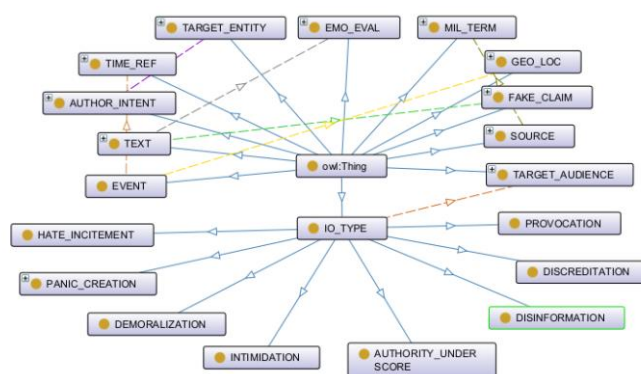 TARGET_ENTITY
EMO_EVAL
MIL_TERM
TIME_REF
GEO_LOC
AUTHOR_INTENT
FAKE_CLAIM
TEXT
SOURCE
owl:Thing
EVENT
TARGET_AUDIENCE
IO_TYPE
PROVOCATION
HATE_INCITEMENT
DISCREDITATION
PANIC_CREATION
DEMORALIZATION
DISINFORMATION
INTIMIDATION
AUTHORITY_UNDER
SCORE